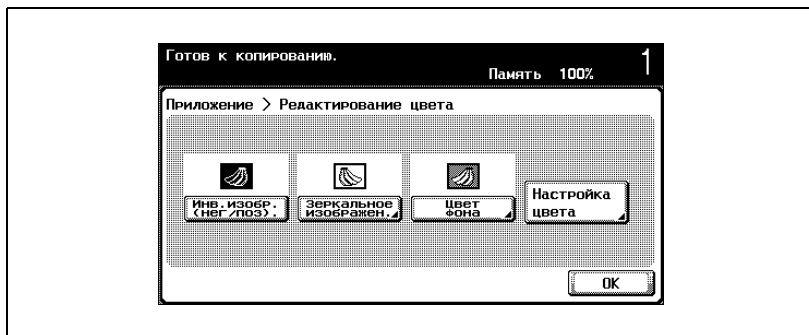 Готов к копированию.
Память 100%
1
Приложение > Редактирование цвета
Инв.изобр.
(нег/поз).
Зеркальное
изображен.
Цвет
фона
Настройка
цвета
OK